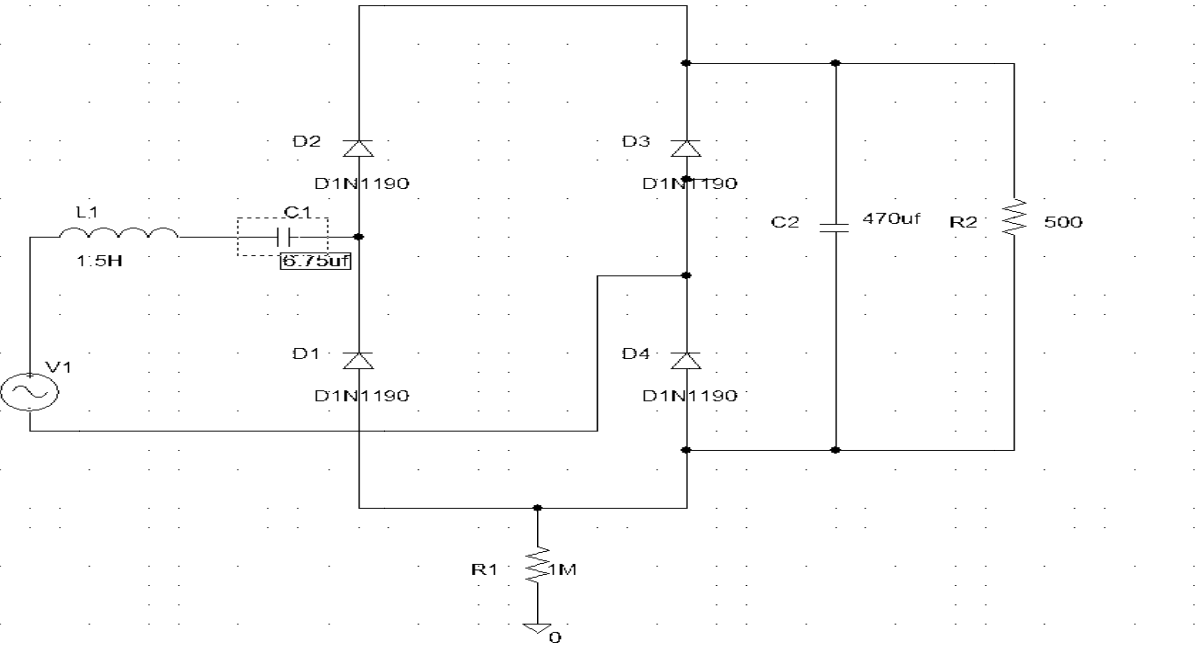 D2
D1N1190
D3
D1N1190
L1
1.5H
C1
6.75uf
C2
470uf
R2
500
V1
D1
D1N1190
D4
D1N1190
R1
1M
0